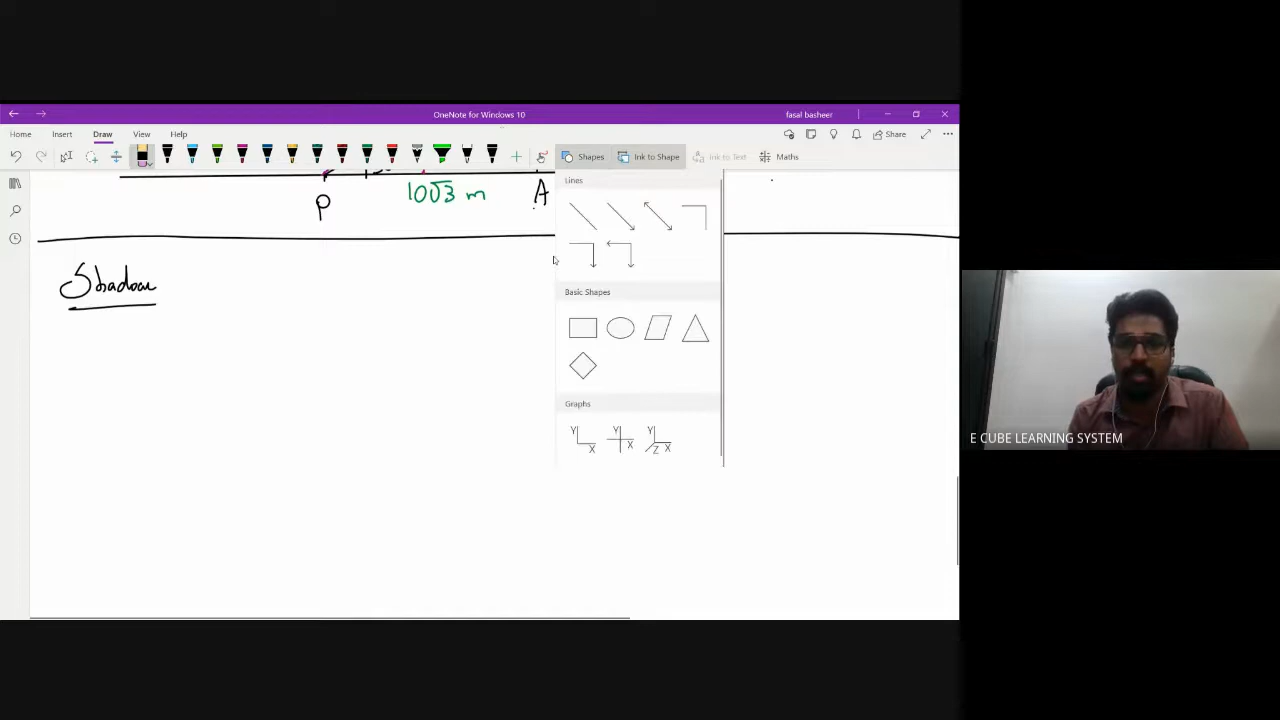 OneNote for Windows 10
fasal basheer
Home Insert Draw View Help
Share
Shapes Ink to Shape Ink to Text Maths
Lines
P 10√3 m A
Shadow
Basic Shapes
Graphs
Y X Y X Y Z X
E CUBE LEARNING SYSTEM